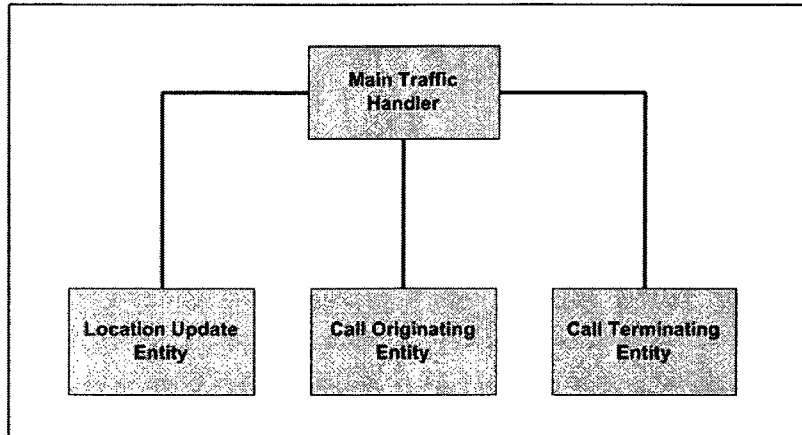 Main Traffic
Handler
Location Update
Entity
Call Originating
Entity
Call Terminating
Entity